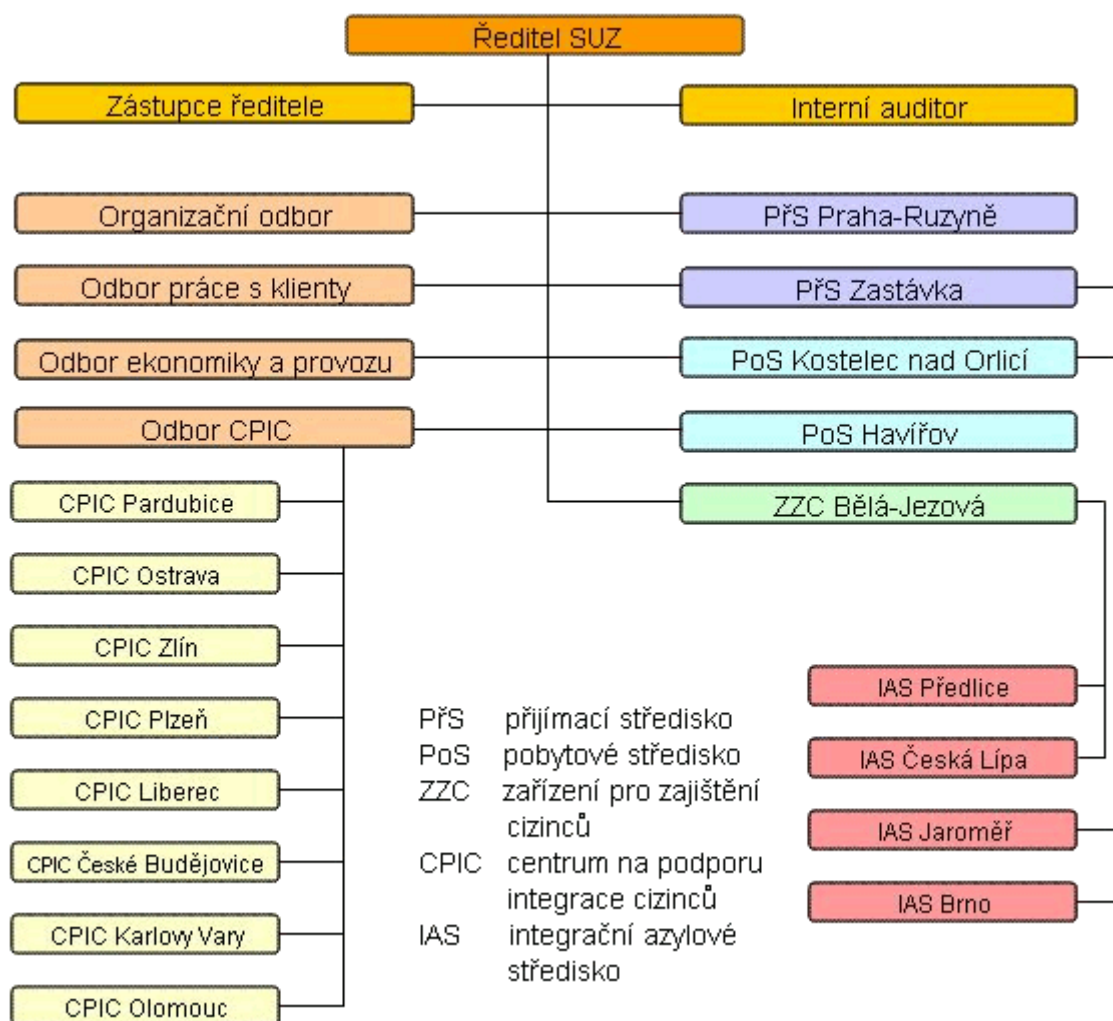 Ředitel SUZ
Zástupce ředitele
Interní auditor
Organizační odbor
PřS Praha-Ruzyně
Odbor práce s klienty
PřS Zastávka
Odbor ekonomiky a provozu
PoS Kostelec nad Orlicí
Odbor CPIC
PoS Havířov
CPIC Pardubice
ZZC Bělá-Jezová
CPIC Ostrava
CPIC Zlín
CPIC Plzeň
CPIC Liberec
CPIC České Budějovice
CPIC Karlovy Vary
CPIC Olomouc
PřS přijímací středisko
PoS pobytové středisko
ZZC zařízení pro zajištění
cizinců
CPIC centrum na podporu
integrace cizinců
IAS integrační azylové
středisko
IAS Předlice
IAS Česká Lípa
IAS Jaroměř
IAS Brno